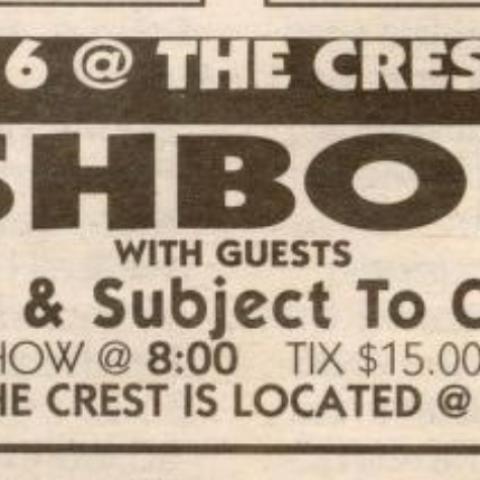 6 @ THE CRES
SHBO
WITH GUESTS
& Subject To C
HOW @ 8:00 TIX $15.00
HE CREST IS LOCATED @